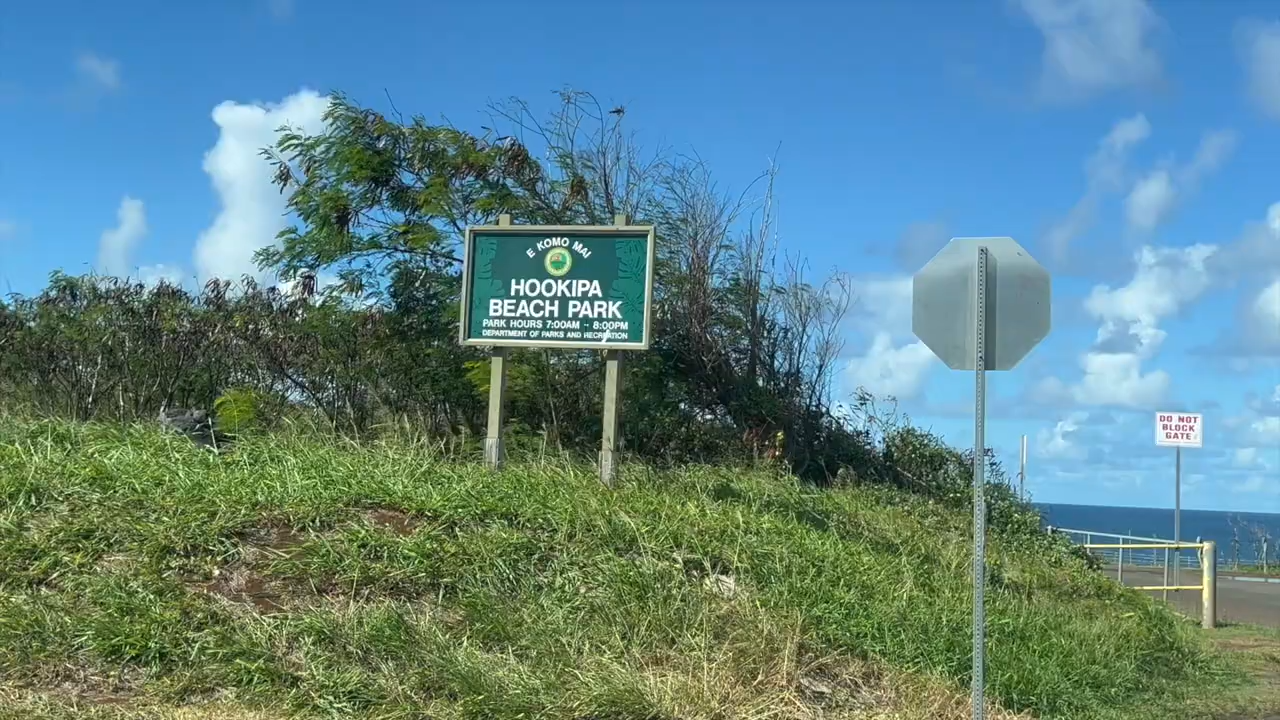 E KOMO MAI
HOOKIPA
BEACH PARK
PARK HOURS 7:00AM - 8:00PM
DEPARTMENT OF PARKS AND RECREATION
DO NOT
BLOCK
GATE